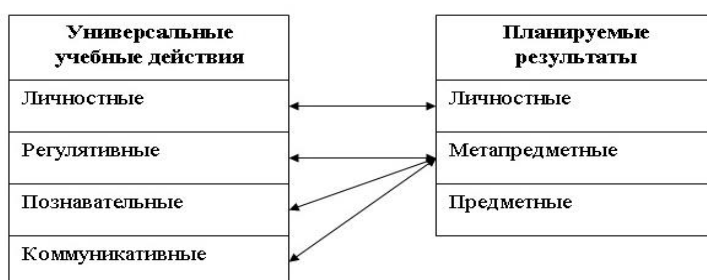 Универсальные
учебные действия
Личностные
Регулятивные
Познавательные
Коммуникативные
Планируемые
результаты
Личностные
Метапредметные
Предметные